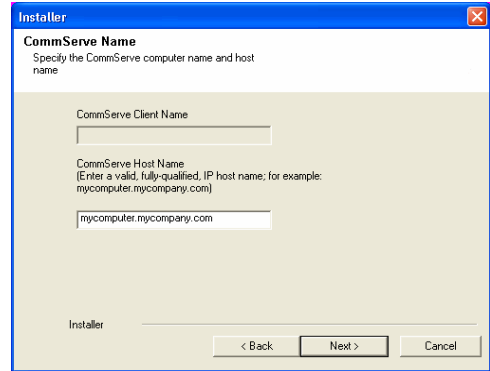 Installer
CommServe Name
Specify the CommServe computer name and host
name
CommServe Client Name
CommServe Host Name
(Enter a valid, fully-qualified, IP host name; for example:
mycomputer.mycompany.com)
mycomputer.mycompany.com
Installer
< Back
Next >
Cancel